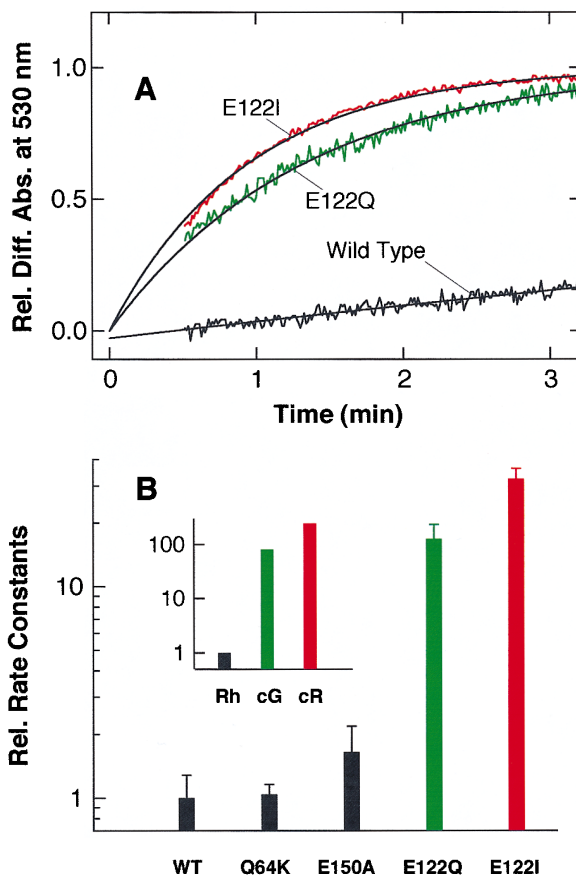 A
Rel. Diff. Abs. at 530 nm
1.0
0.5
0.0
E122I
E122Q
Wild Type
0 1 2 3
Time (min)
B
Rel. Rate Constants
10
1
100
10
1
Rh cG cR
WT Q64K E150A E122Q E122I